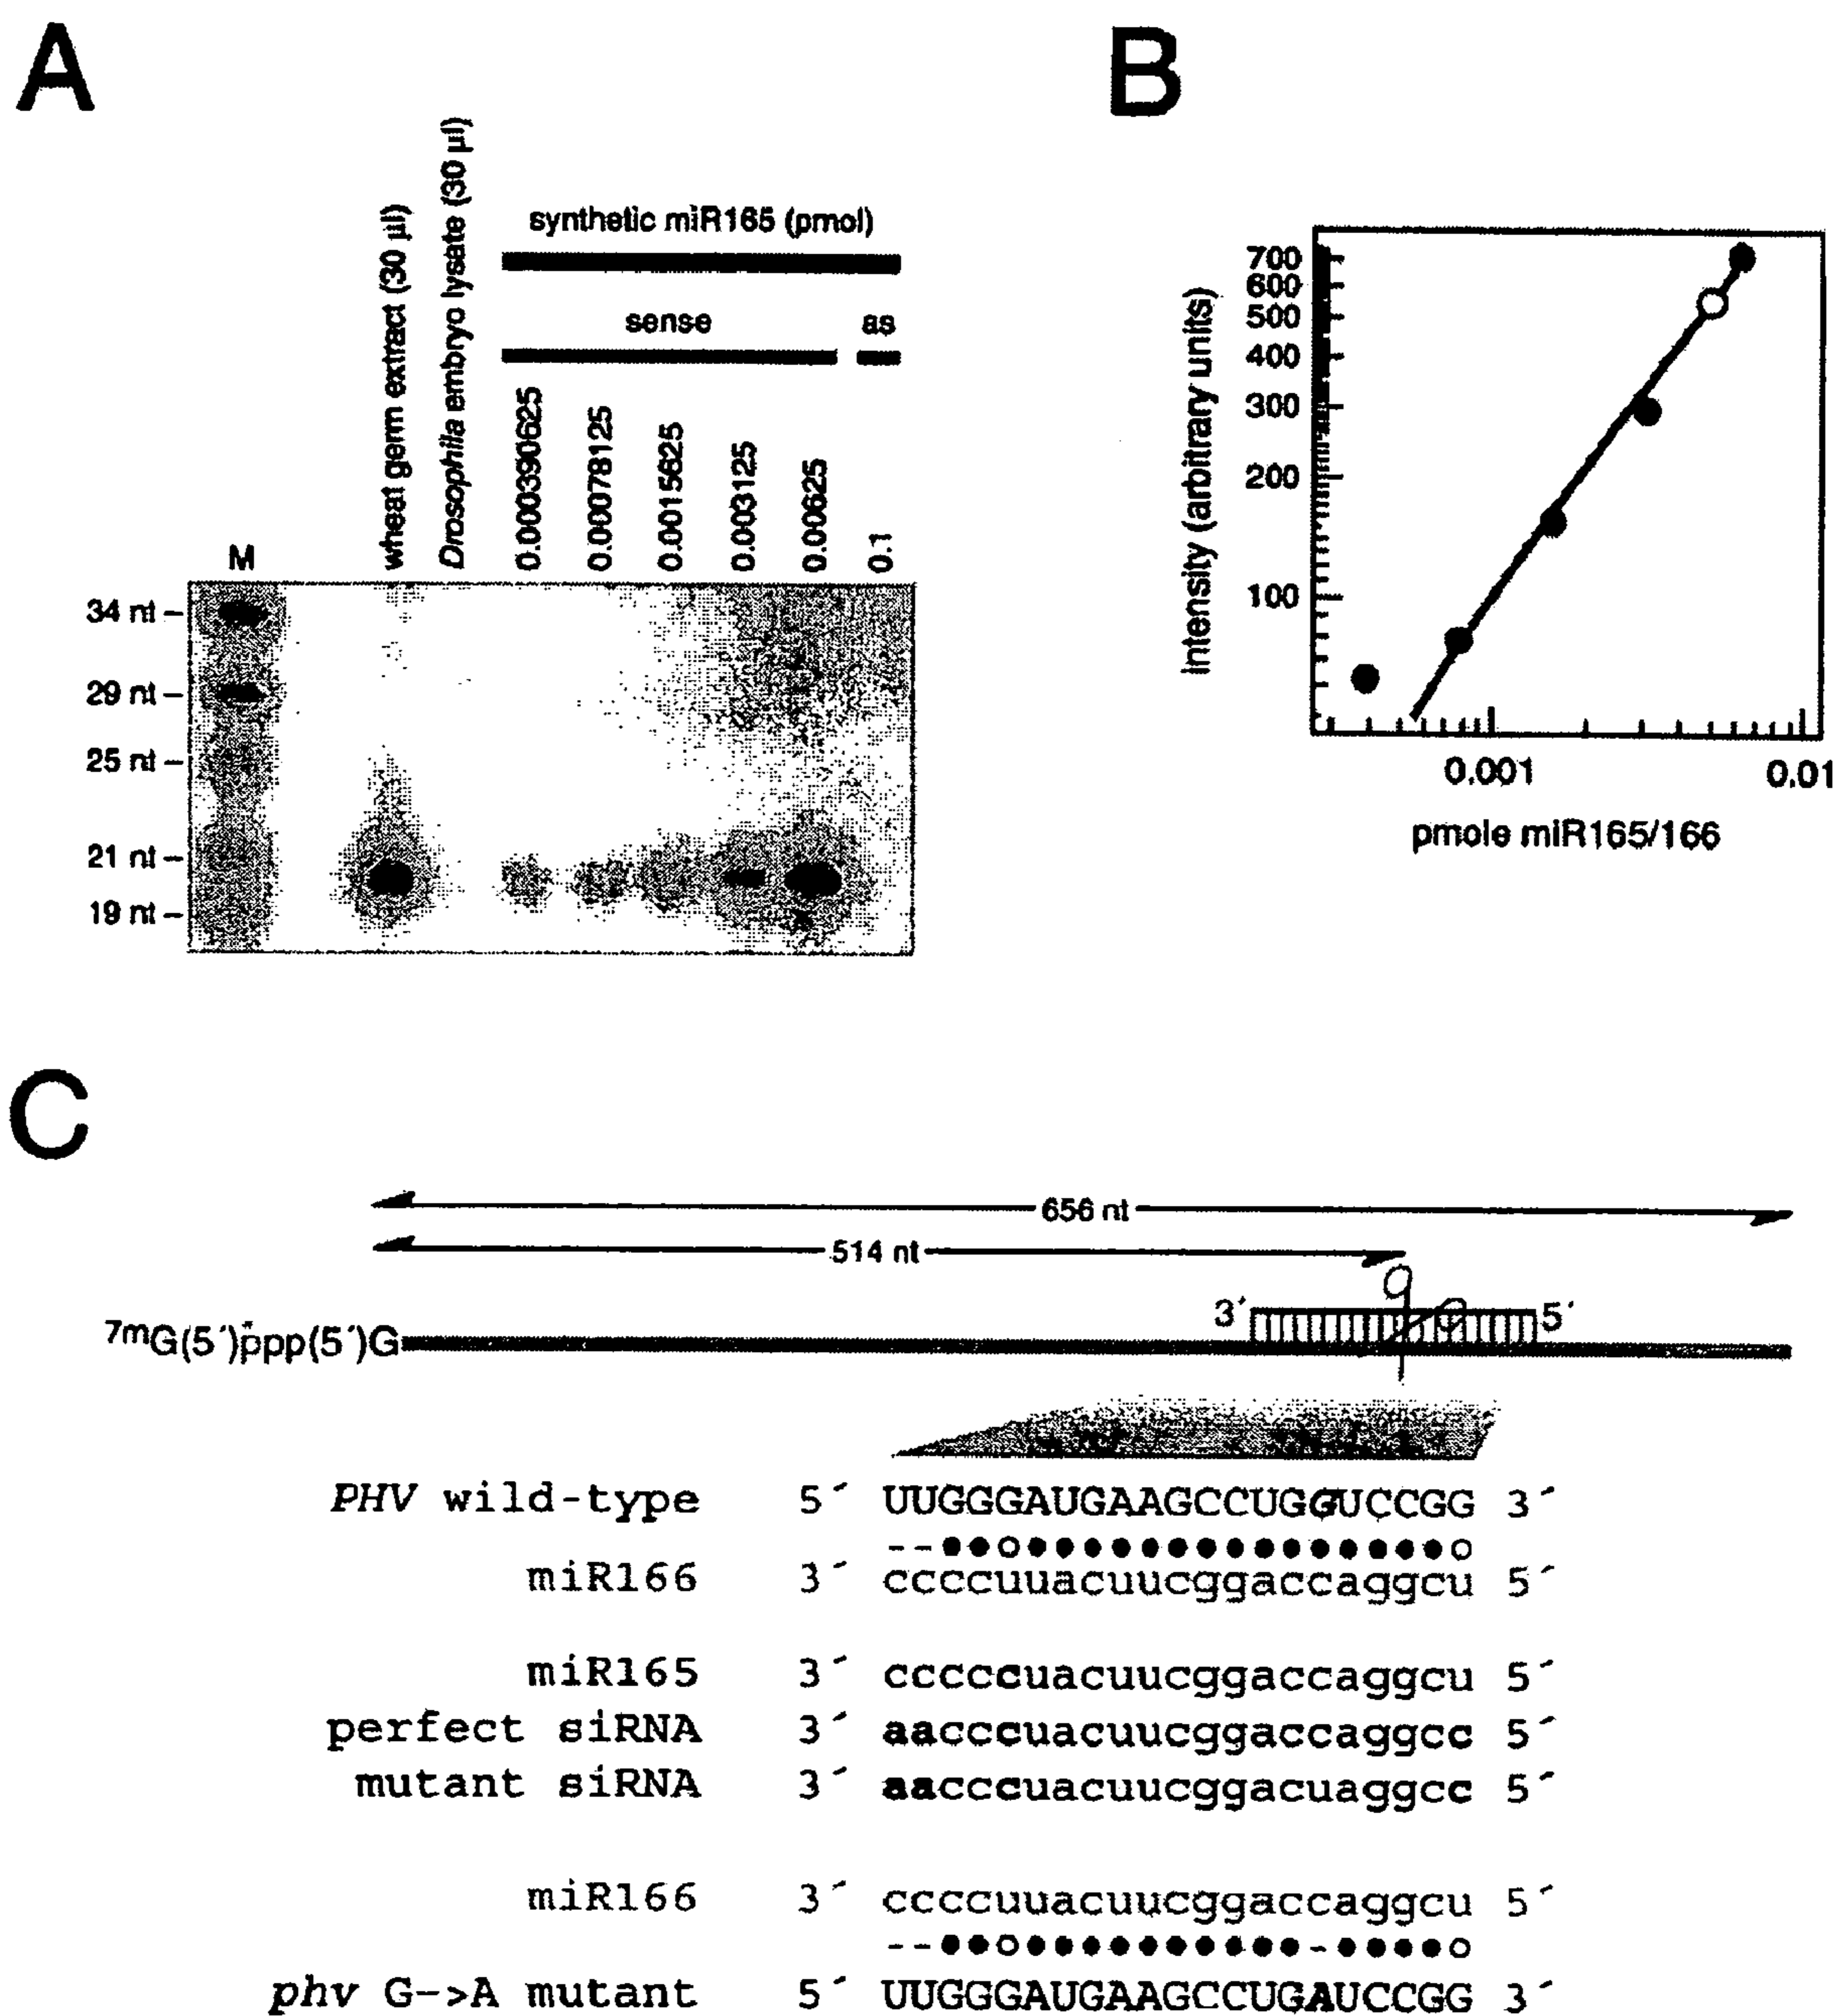 A
wheat germ extract (30 µl)
Drosophila embryo lysate (30 µl)
synthetic miR165 (pmol)
sense
as
0.000390625
0.00078125
0.0015625
0.003125
0.00625
0.1
M
34 nt
29 nt
25 nt
21 nt
19 nt
B
Intensity (arbitrary units)
700
600
500
400
300
200
100
0.001
0.01
pmole miR165/166
C
656 nt
514 nt
3´ 5´
7mG(5´)ppp(5´)G
PHV wild-type 5´ UUGGGAUGAAGCCUGGUCCGG 3´
miR166 3´ ccccuuacuucggaccaggcu 5´
miR165 3´ cccccuacuucggaccaggcu 5´
perfect siRNA 3´ aacccuacuucggaccaggcc 5´
mutant siRNA 3´ aacccuacuucggacuaggcc 5´
miR166 3´ ccccuuacuucggaccaggcu 5´
phv G->A mutant 5´ UUGGGAUGAAGCCUGAUCCGG 3´